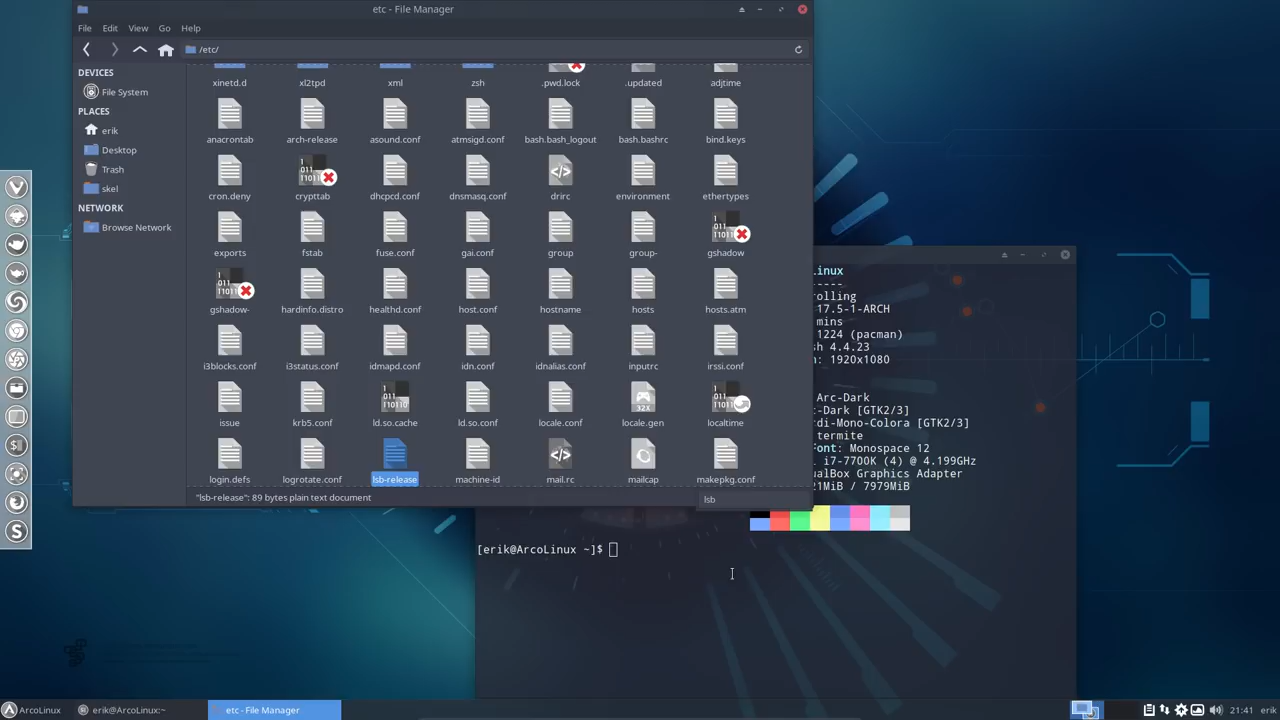 etc - File Manager
File Edit View Go Help
/etc/
DEVICES
File System
PLACES
erik
Desktop
Trash
skel
NETWORK
Browse Network
xinetd.d xl2tpd xml zsh .pwd.lock .updated adjtime
anacrontab arch-release asound.conf atmsigd.conf bash.bash_logout bash.bashrc bind.keys
cron.deny crypttab dhcpcd.conf dnsmasq.conf drirc environment ethertypes
exports fstab fuse.conf gai.conf group group- gshadow
gshadow- hardinfo.distro healthd.conf host.conf hostname hosts hosts.atm
i3blocks.conf i3status.conf idmapd.conf idn.conf idnalias.conf inputrc irssi.conf
issue krb5.conf ld.so.cache ld.so.conf locale.conf locale.gen localtime
login.defs logrotate.conf lsb-release machine-id mail.rc mailcap makepkg.conf
"lsb-release": 89 bytes plain text document
lsb
Linux
-----
rolling
17.5-1-ARCH
mins
1224 (pacman)
sh 4.4.23
n: 1920x1080
Arc-Dark
c-Dark [GTK2/3]
rdi-Mono-Colora [GTK2/3]
termite
Font: Monospace 12
i7-7700K (4) @ 4.199GHz
ualBox Graphics Adapter
21MiB / 7979MiB
[erik@ArcoLinux ~]$
ArcoLinux
erik@ArcoLinux:~
etc - File Manager
21:41 erik